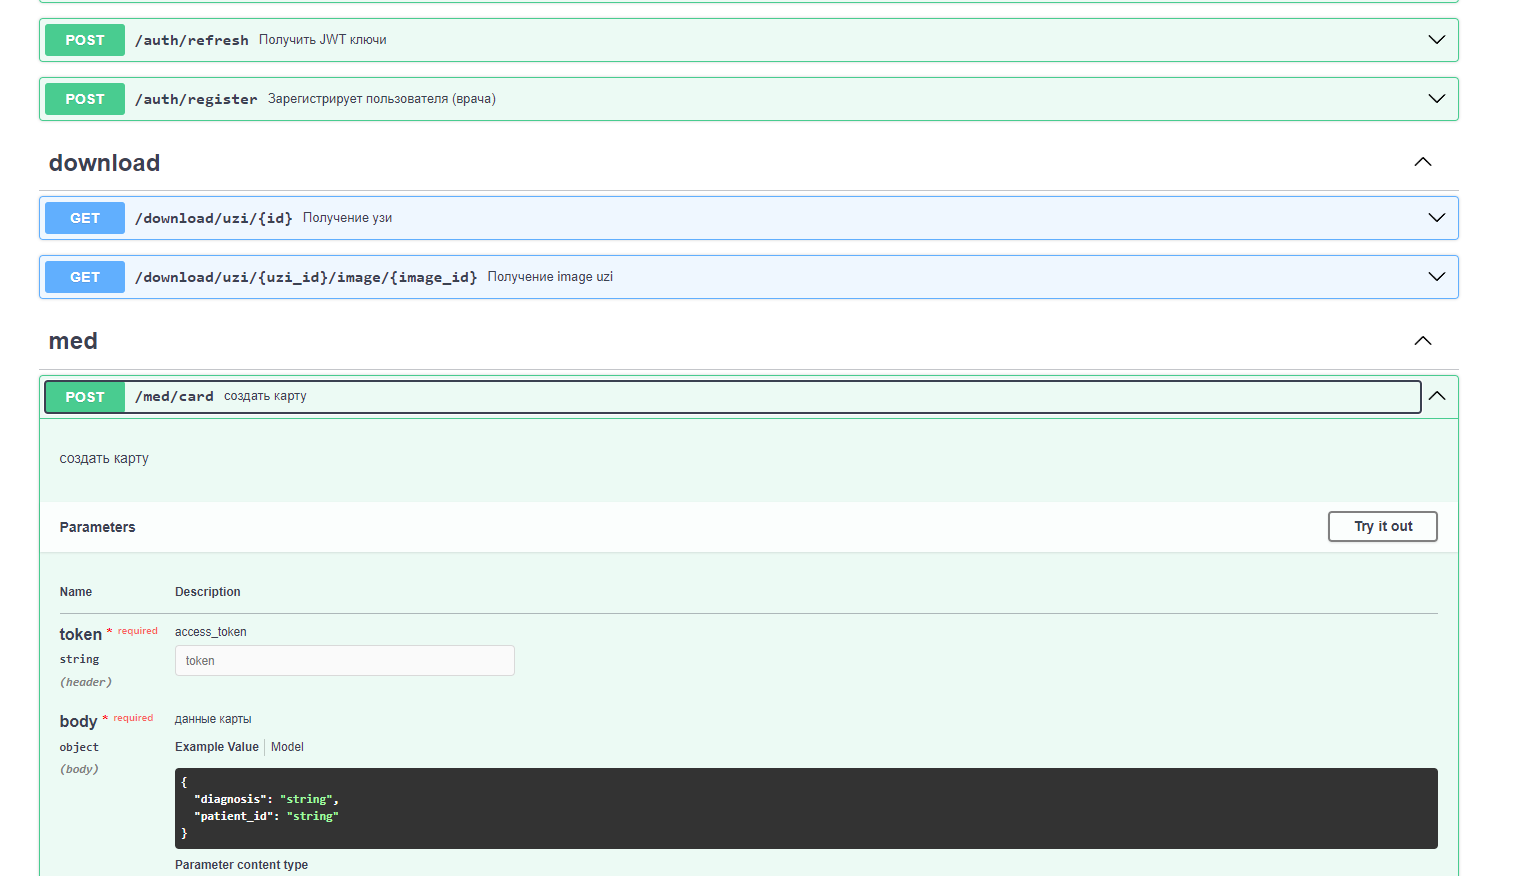 POST /auth/refresh Получить JWT ключи
POST /auth/register Зарегистрирует пользователя (врача)
download
GET /download/uzi/{id} Получение узи
GET /download/uzi/{uzi_id}/image/{image_id} Получение image uzi
med
POST /med/card создать карту
создать карту
Parameters Try it out
Name Description
token * required access_token
string token
(header)
body * required данные карты
object Example Value Model
(body)
{
"diagnosis": "string",
"patient_id": "string"
}
Parameter content type